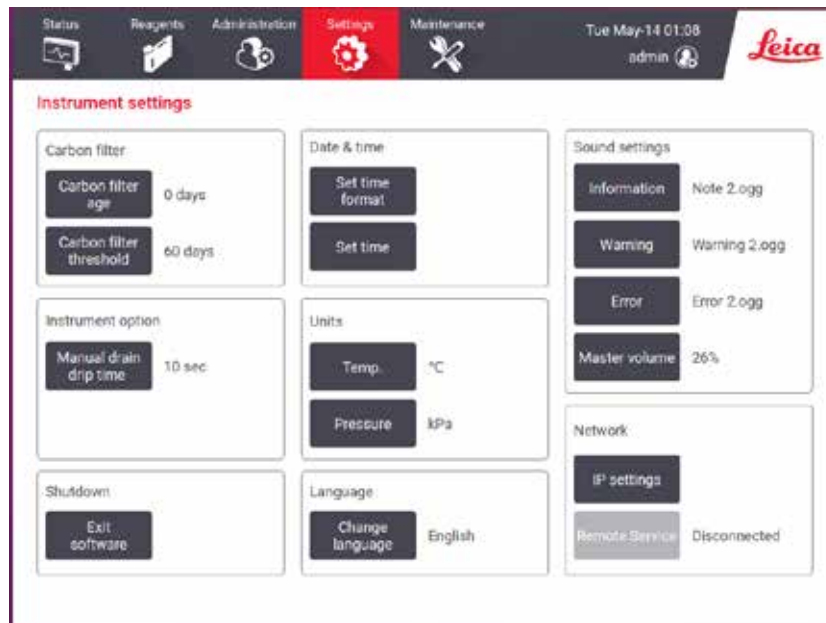 Status
Reagents
Administration
Settings
Maintenance
Tue May-14 01:08
admin
Leica
Instrument settings
Carbon filter
Carbon filter
age
0 days
Carbon filter
threshold
60 days
Date & time
Set time
format
Set time
Sound settings
Information
Note 2.ogg
Warning
Warning 2.ogg
Error
Error 2.ogg
Master volume
26%
Instrument option
Manual drain
drip time
10 sec
Units
Temp.
°C
Pressure
kPa
Network
IP settings
Remote Service
Disconnected
Shutdown
Exit
software
Language
Change
language
English